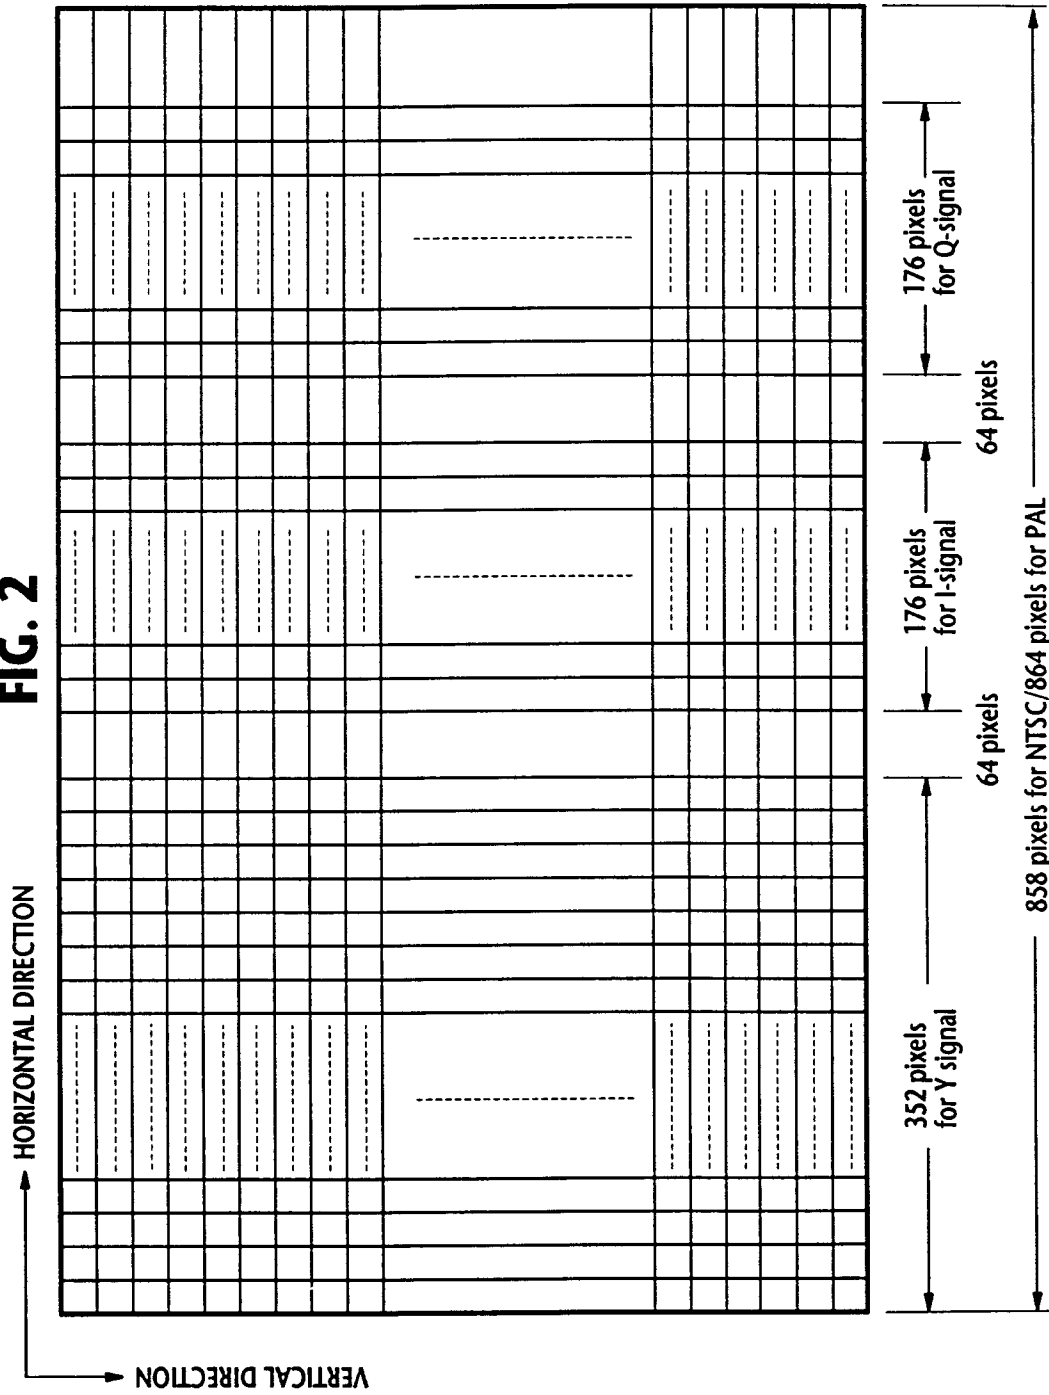 FIG. 2
HORIZONTAL DIRECTION
VERTICAL DIRECTION
352 pixels
for Y signal
64 pixels
176 pixels
for I-signal
64 pixels
176 pixels
for Q-signal
858 pixels for NTSC/864 pixels for PAL